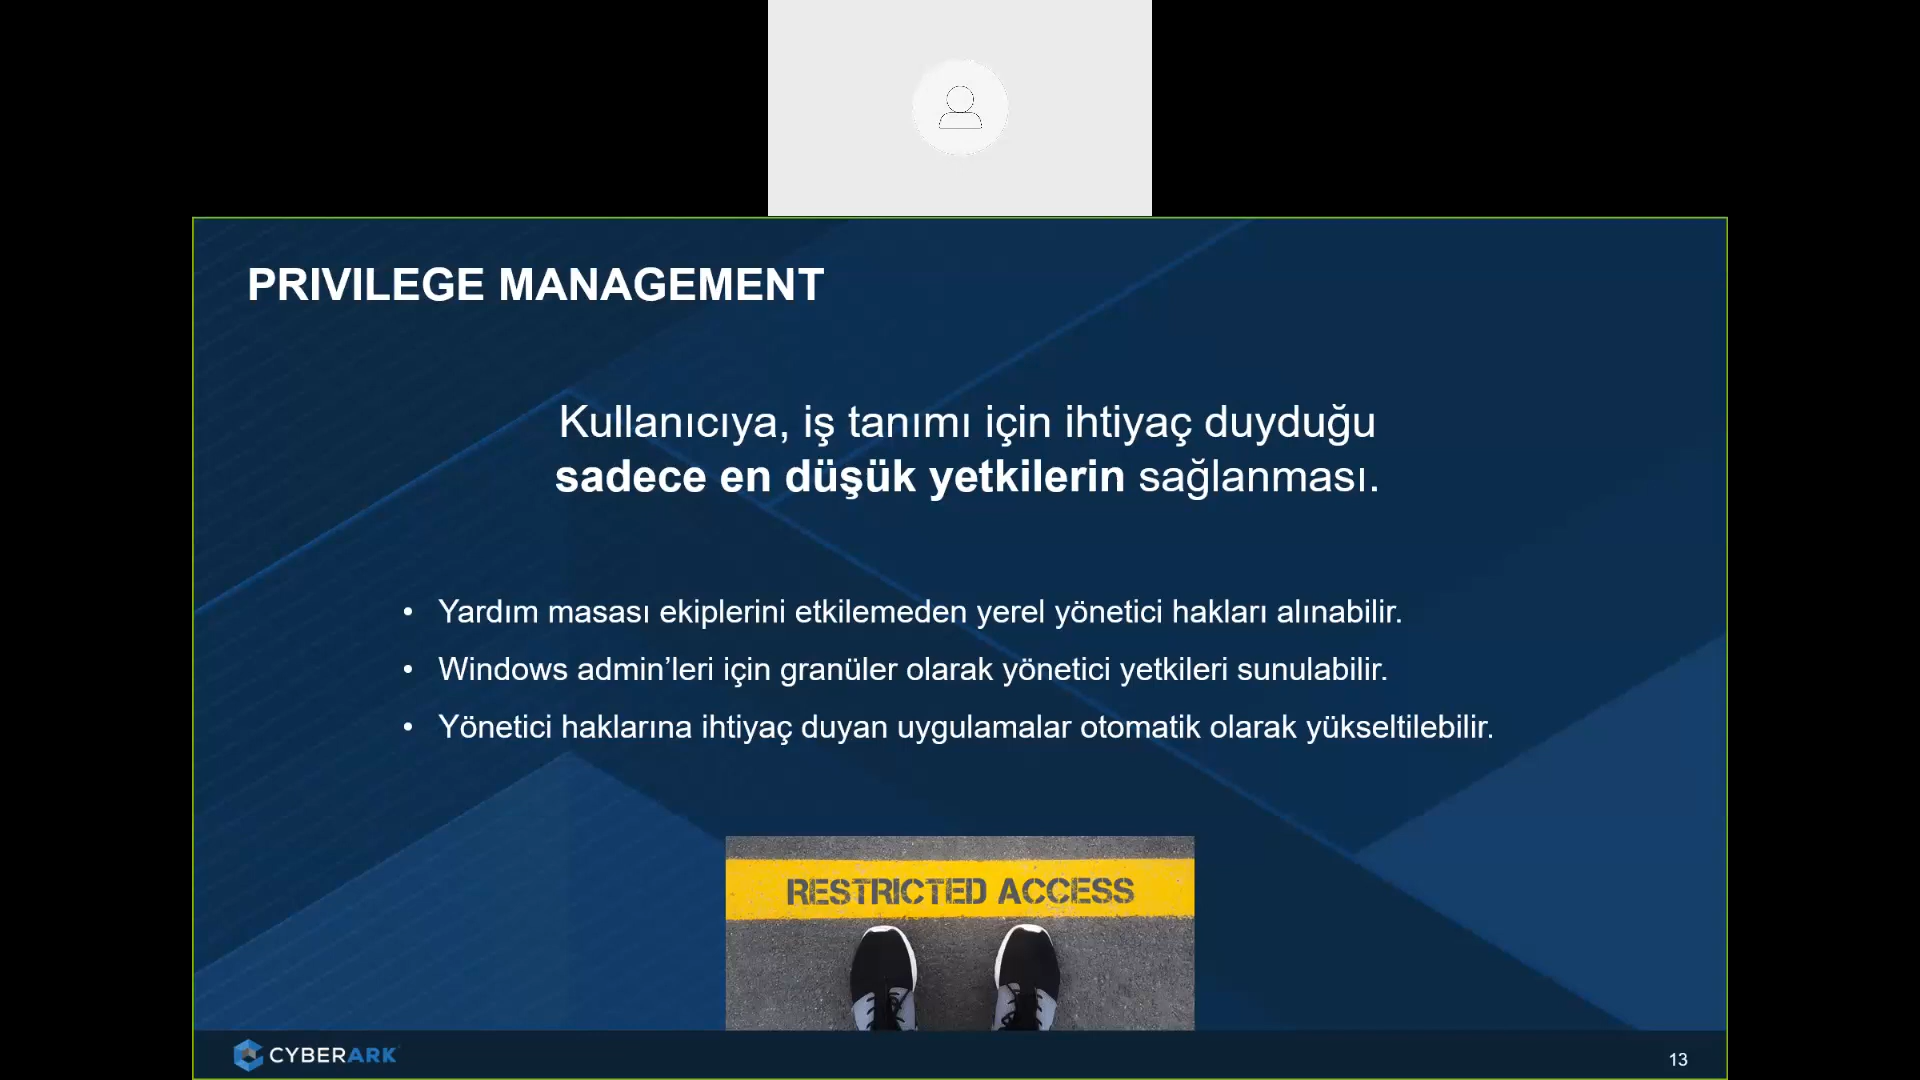 PRIVILEGE MANAGEMENT
Kullanıcıya, iş tanımı için ihtiyaç duyduğu
sadece en düşük yetkilerin sağlanması.
• Yardım masası ekiplerini etkilemeden yerel yönetici hakları alınabilir.
• Windows admin’leri için granüler olarak yönetici yetkileri sunulabilir.
• Yönetici haklarına ihtiyaç duyan uygulamalar otomatik olarak yükseltilebilir.
RESTRICTED ACCESS
CYBERARK
13